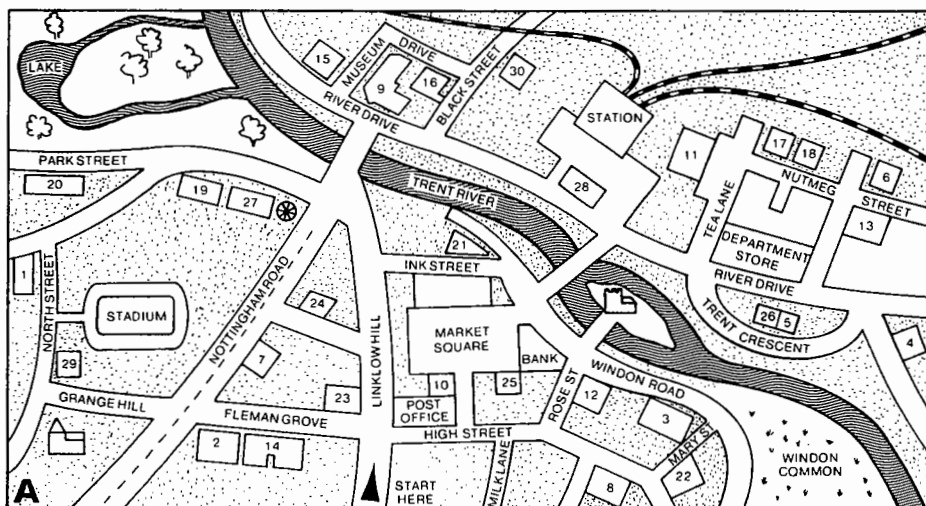 LAKE
15
MUSEUM
DRIVE
9
16
BLACK STREET
30
RIVER DRIVE
STATION
PARK STREET
20
19
27
TRENT RIVER
28
11
17
18
NUTMEG
STREET
6
13
TEA LANE
DEPARTMENT
STORE
RIVER DRIVE
1
NORTH STREET
STADIUM
29
NOTTINGHAM ROAD
24
7
23
LINKLOW HILL
INK STREET
21
MARKET
SQUARE
BANK
10
25
POST
OFFICE
ROSE ST
WINDON ROAD
12
3
MARY S.
22
26
5
TRENT CRESCENT
4
GRANGE HILL
FLEMAN GROVE
2
14
HIGH STREET
MILK LANE
8
WINDON
COMMON
START
HERE
A